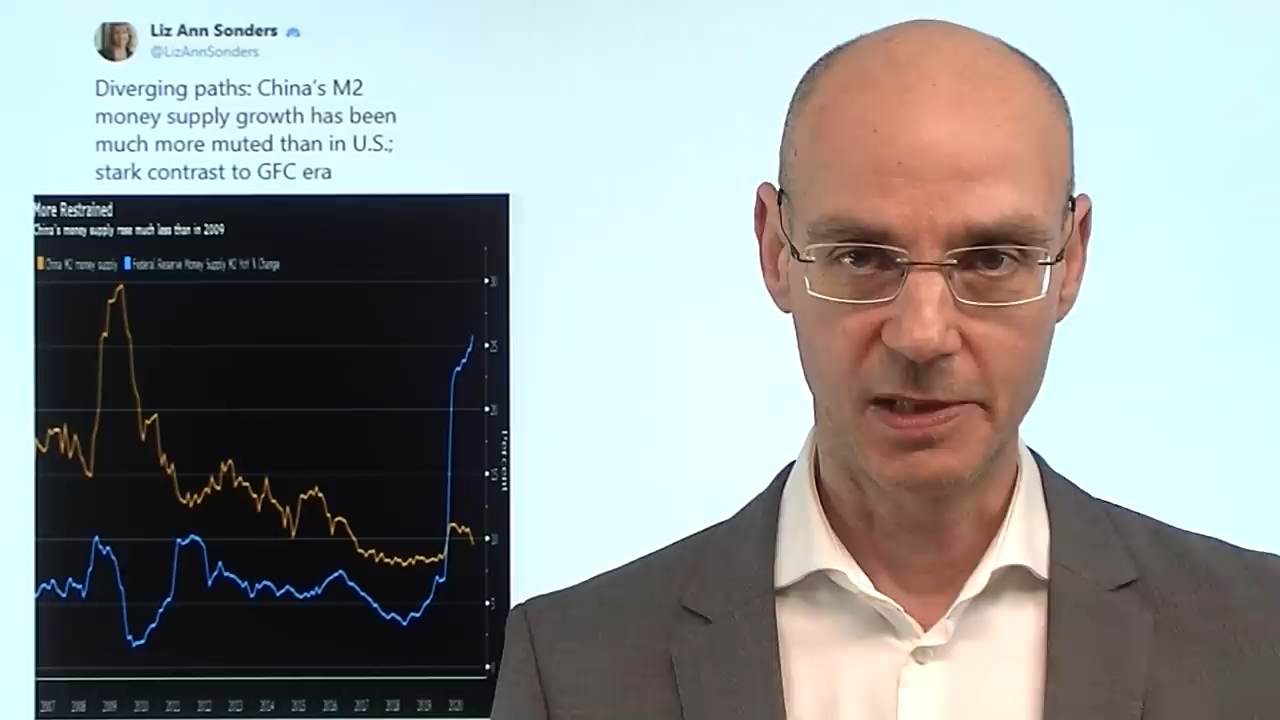 Liz Ann Sonders
@LizAnnSonders
Diverging paths: China's M2
money supply growth has been
much more muted than in U.S.;
stark contrast to GFC era
More Restrained
China's money supply rose much less than in 2009
China M2 money supply Federal Reserve Money Supply M2 YoY % Change
30
25
20
15
10
5
0
Percent
2007 2008 2009 2010 2011 2012 2013 2014 2015 2016 2017 2018 2019 2020